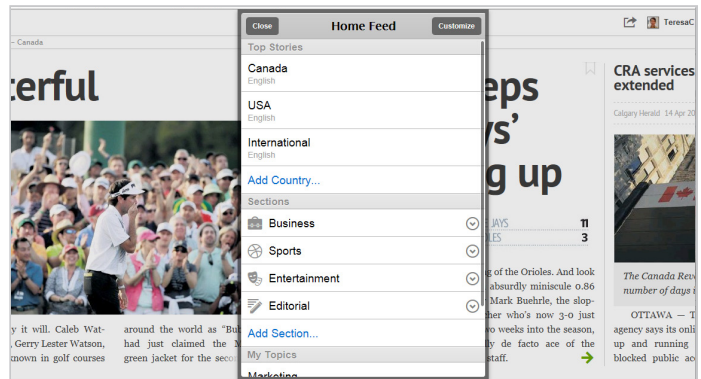 Close
Home Feed
Customize
TeresaC
– Canada
Top Stories
Canada
English
USA
English
International
English
Add Country...
Sections
Business
Sports
Entertainment
Editorial
Add Section...
My Topics
Marketing
erful
eps
ys’
g up
JAYS 11
LES 3
y it will. Caleb Wat-
, Gerry Lester Watson,
known in golf courses
around the world as “Bu
had just claimed the M
green jacket for the seco
g of the Orioles. And look
absurdly miniscule 0.86
Mark Buehrle, the slop-
her who’s now 3-0 just
wo weeks into the season,
ly de facto ace of the
staff.
CRA services
extended
Calgary Herald 14 Apr 20
The Canada Rev
number of days i
OTTAWA — T
agency says its onli
up and running
blocked public ac